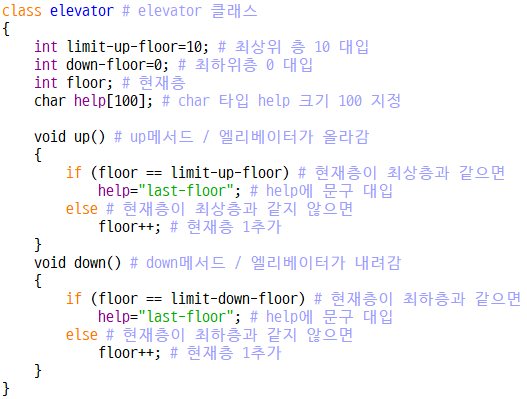 class elevator # elevator 클래스
{
int limit-up-floor=10; # 최상위 층 10 대입
int down-floor=0; # 최하위층 0 대입
int floor; # 현재층
char help[100]; # char 타입 help 크기 100 지정
void up() # up메서드 / 엘리베이터가 올라감
{
if (floor == limit-up-floor) # 현재층이 최상층과 같으면
help="last-floor"; # help에 문구 대입
else # 현재층이 최상층과 같지 않으면
floor++; # 현재층 1추가
}
void down() # down메서드 / 엘리베이터가 내려감
{
if (floor == limit-down-floor) # 현재층이 최하층과 같으면
help="last-floor"; # help에 문구 대입
else # 현재층이 최하층과 같지 않으면
floor++; # 현재층 1추가
}
}